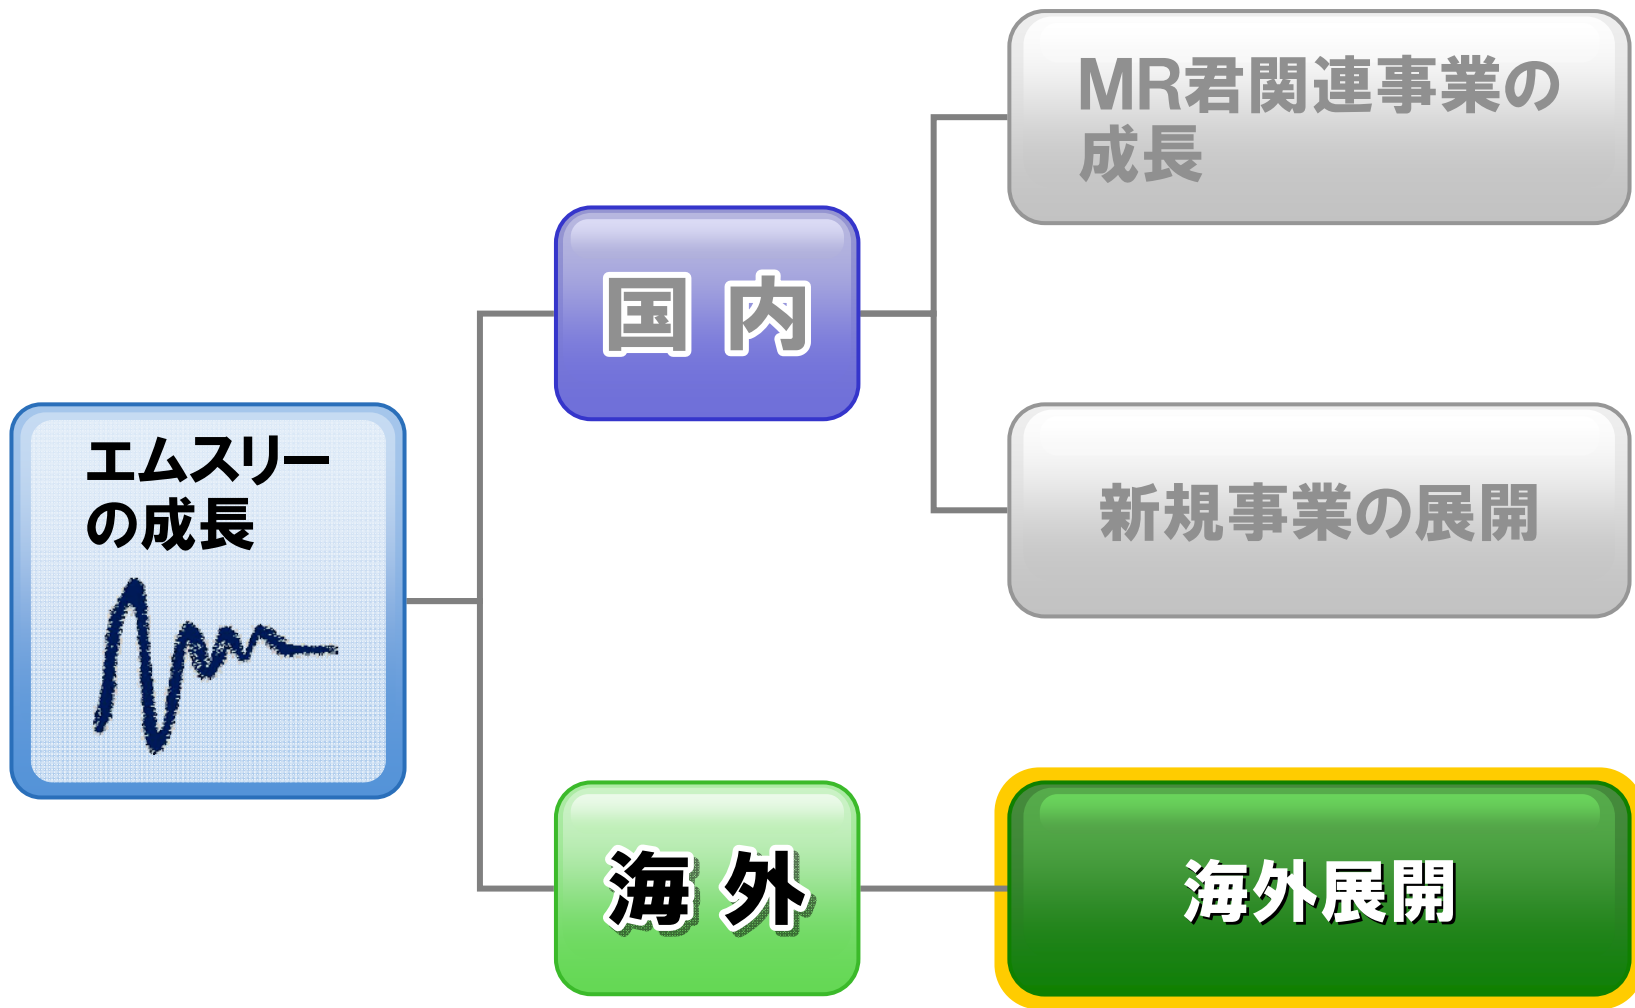 MR君関連事業の
成長
国内
エムスリー
の成長
新規事業の展開
海外
海外展開